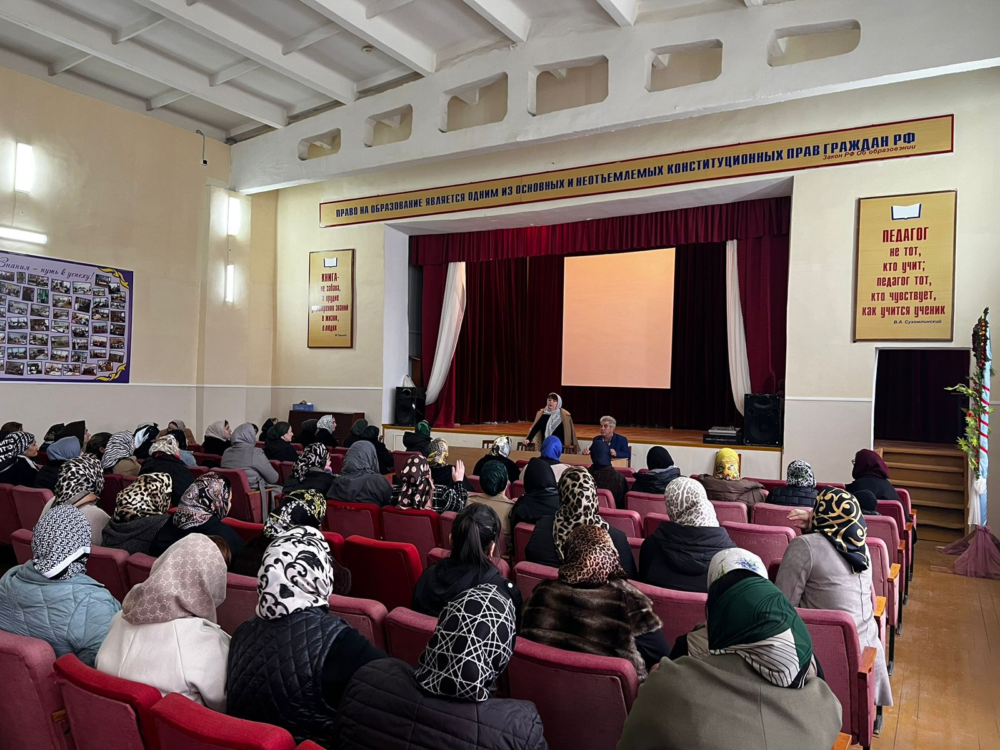 ПРАВО НА ОБРАЗОВАНИЕ ЯВЛЯЕТСЯ ОДНИМ ИЗ ОСНОВНЫХ И НЕОТЪЕМЛЕМЫХ КОНСТИТУЦИОННЫХ ПРАВ ГРАЖДАН РФ
Закон РФ Об образовэнии
Знания – путь к успеху!
КНИГА-
не забава,
а орудие
расширения знаний
о жизни,
о людях
М Горький
ПЕДАГОГ
не тот,
кто учит;
педагог тот,
кто чувствует,
как учится ученик
В.А. Сухомлинский